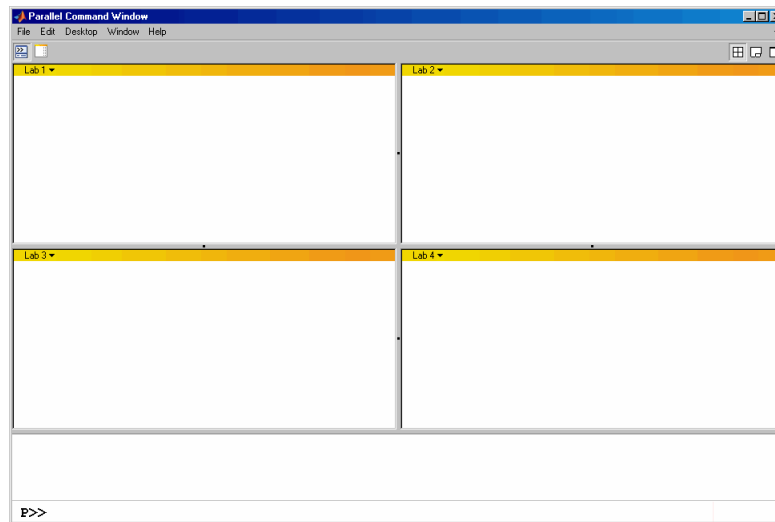 Parallel Command Window
File Edit Desktop Window Help
Lab 1
Lab 2
Lab 3
Lab 4
P>>